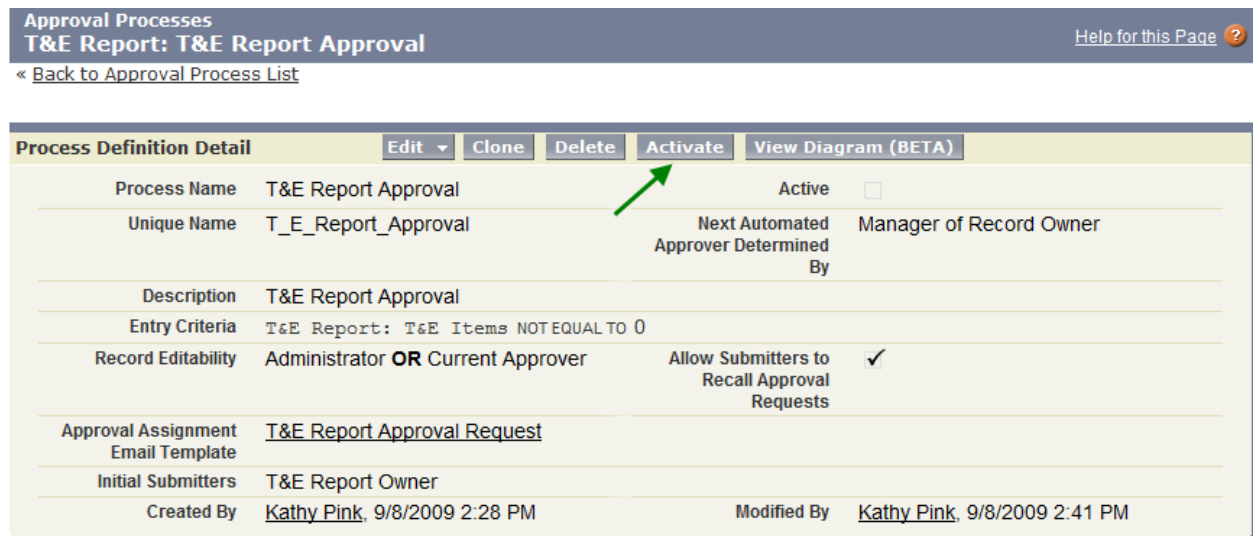 Approval Processes
T&E Report: T&E Report Approval
Help for this Page ?
« Back to Approval Process List
Process Definition Detail Edit Clone Delete Activate View Diagram (BETA)
Process Name T&E Report Approval Active
Unique Name T_E_Report_Approval Next Automated Manager of Record Owner
Approver Determined
By
Description T&E Report Approval
Entry Criteria T&E Report: T&E Items NOT EQUAL TO 0
Record Editability Administrator OR Current Approver Allow Submitters to
Recall Approval
Requests
Approval Assignment T&E Report Approval Request
Email Template
Initial Submitters T&E Report Owner
Created By Kathy Pink, 9/8/2009 2:28 PM Modified By Kathy Pink, 9/8/2009 2:41 PM